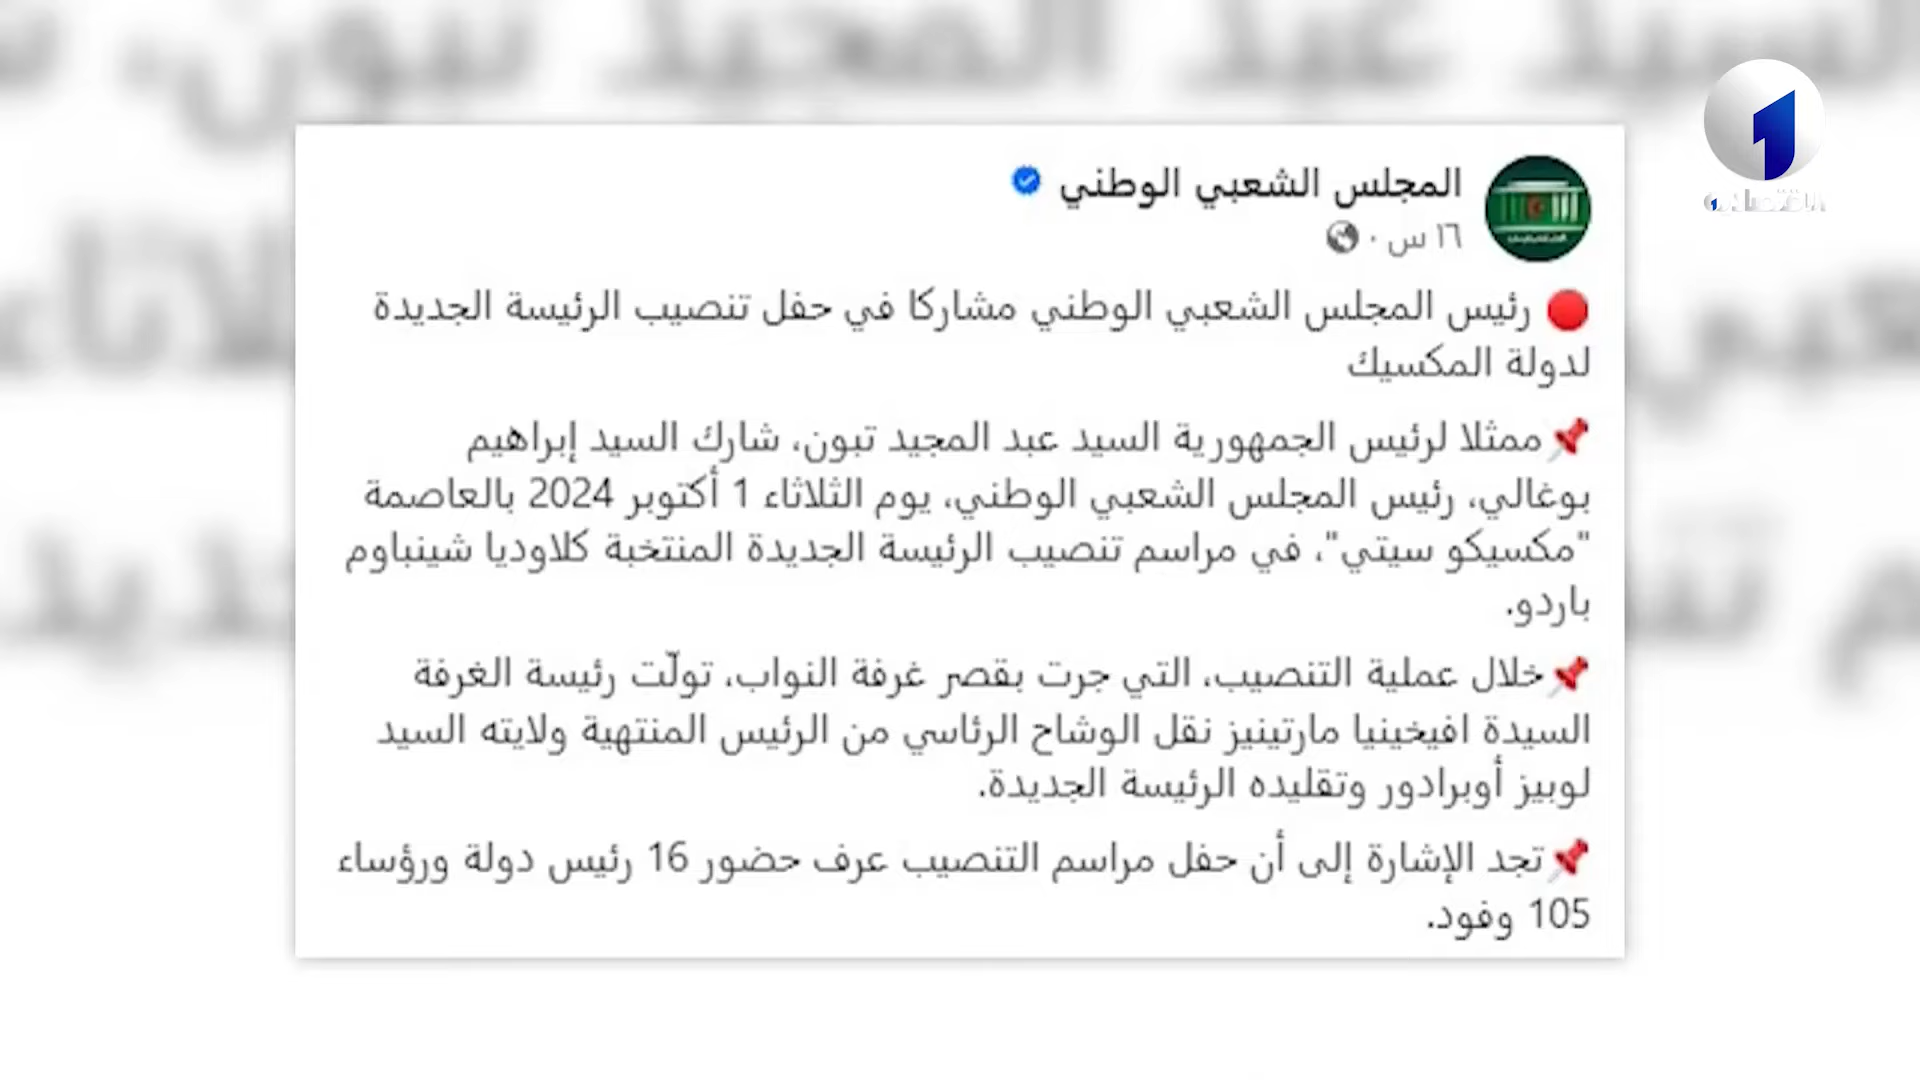 المجلس الشعبي الوطني
١٦ س
رئيس المجلس الشعبي الوطني مشاركا في حفل تنصيب الرئيسة الجديدة
لدولة المكسيك
ممثلا لرئيس الجمهورية السيد عبد المجيد تبون، شارك السيد إبراهيم
بوغالي، رئيس المجلس الشعبي الوطني، يوم الثلاثاء 1 أكتوبر 2024 بالعاصمة
"مكسيكو سيتي"، في مراسم تنصيب الرئيسة الجديدة المنتخبة كلاوديا شينباوم
باردو.
خلال عملية التنصيب، التي جرت بقصر غرفة النواب، تولّت رئيسة الغرفة
السيدة افيخينيا مارتينيز نقل الوشاح الرئاسي من الرئيس المنتهية ولايته السيد
لوبيز أوبرادور وتقليده الرئيسة الجديدة.
تجد الإشارة إلى أن حفل مراسم التنصيب عرف حضور 16 رئيس دولة ورؤساء
105 وفود.